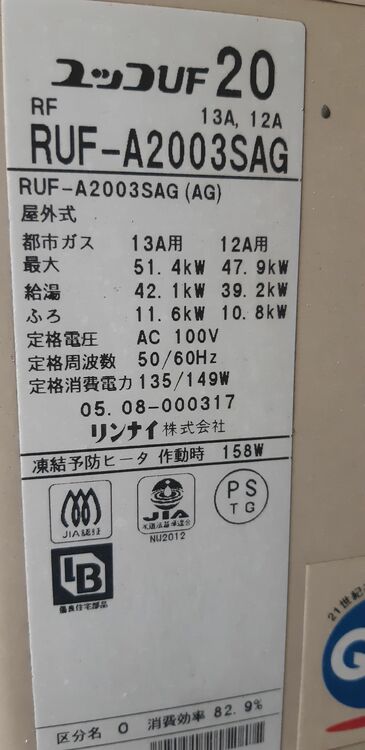 ユッコUF 20
RF 13A, 12A
RUF-A2003SAG
RUF-A2003SAG (AG)
屋外式
都市ガス 13A用 12A用
最大 51.4kW 47.9kW
給湯 42.1kW 39.2kW
ふろ 11.6kW 10.8kW
定格電圧 AC 100V
定格周波数 50/60Hz
定格消費電力 135/149W
05.08-000317
リンナイ株式会社
凍結予防ヒータ 作動時 158W
JIA認証
JIA
NU2012
PS
TG
LB
優良住宅部品
21世紀
区分名 O 消費効率 82.9%